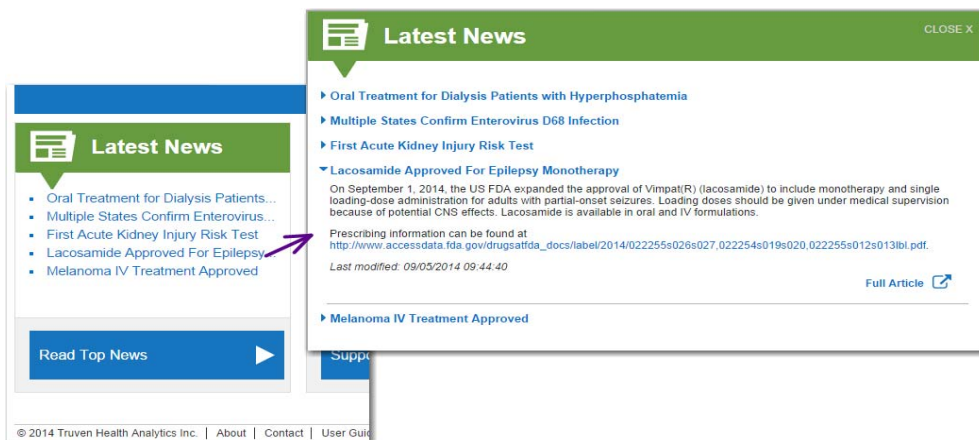 Latest News
Oral Treatment for Dialysis Patients...
Multiple States Confirm Enterovirus...
First Acute Kidney Injury Risk Test
Lacosamide Approved For Epilepsy...
Melanoma IV Treatment Approved
Read Top News
© 2014 Truven Health Analytics Inc. | About | Contact | User Guid
Latest News
CLOSE X
Oral Treatment for Dialysis Patients with Hyperphosphatemia
Multiple States Confirm Enterovirus D68 Infection
First Acute Kidney Injury Risk Test
Lacosamide Approved For Epilepsy Monotherapy
On September 1, 2014, the US FDA expanded the approval of Vimpat(R) (lacosamide) to include monotherapy and single
loading-dose administration for adults with partial-onset seizures. Loading doses should be given under medical supervision
because of potential CNS effects. Lacosamide is available in oral and IV formulations.
Prescribing information can be found at
http://www.accessdata.fda.gov/drugsatfda_docs/label/2014/022255s026s027,022254s019s020,022255s012s013lbl.pdf.
Last modified: 09/05/2014 09:44:40
Full Article
Melanoma IV Treatment Approved